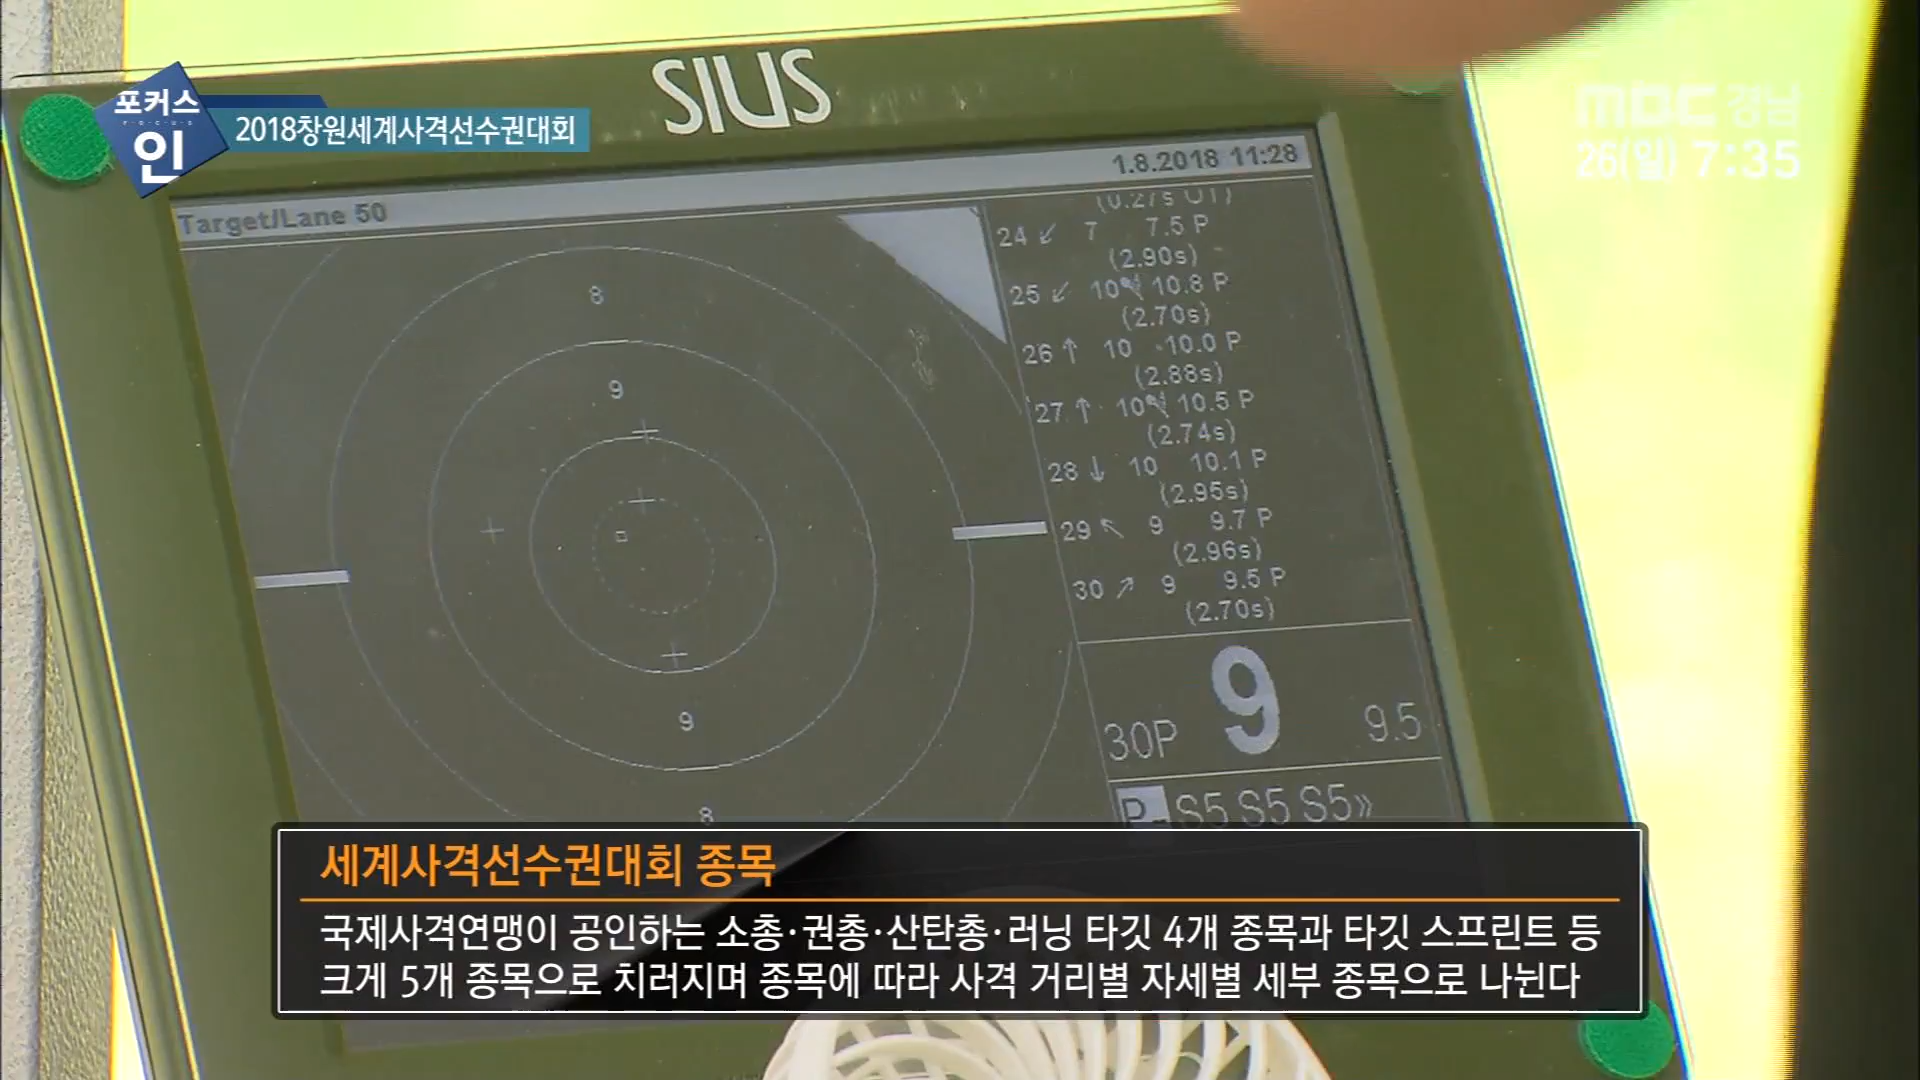 SIUS
포커스
FOCUS
인
2018창원세계사격선수권대회
mbc 경남
26(일) 7:35
1.8.2018 11:28
Target/Lane 50
8
9
9
8
24 ↙ 7 7.5 P
(2.90s)
25 ↙ 10 10.8 P
(2.70s)
26 ↑ 10 10.0 P
(2.88s)
27 ↑ 10 10.5 P
(2.74s)
28 ↓ 10 10.1 P
(2.95s)
29 ↖ 9 9.7 P
(2.96s)
30 ↗ 9 9.5 P
(2.70s)
30P 9 9.5
P- S5 S5 S5»
세계사격선수권대회 종목
국제사격연맹이 공인하는 소총·권총·산탄총·러닝 타깃 4개 종목과 타깃 스프린트 등
크게 5개 종목으로 치러지며 종목에 따라 사격 거리별 자세별 세부 종목으로 나뉜다